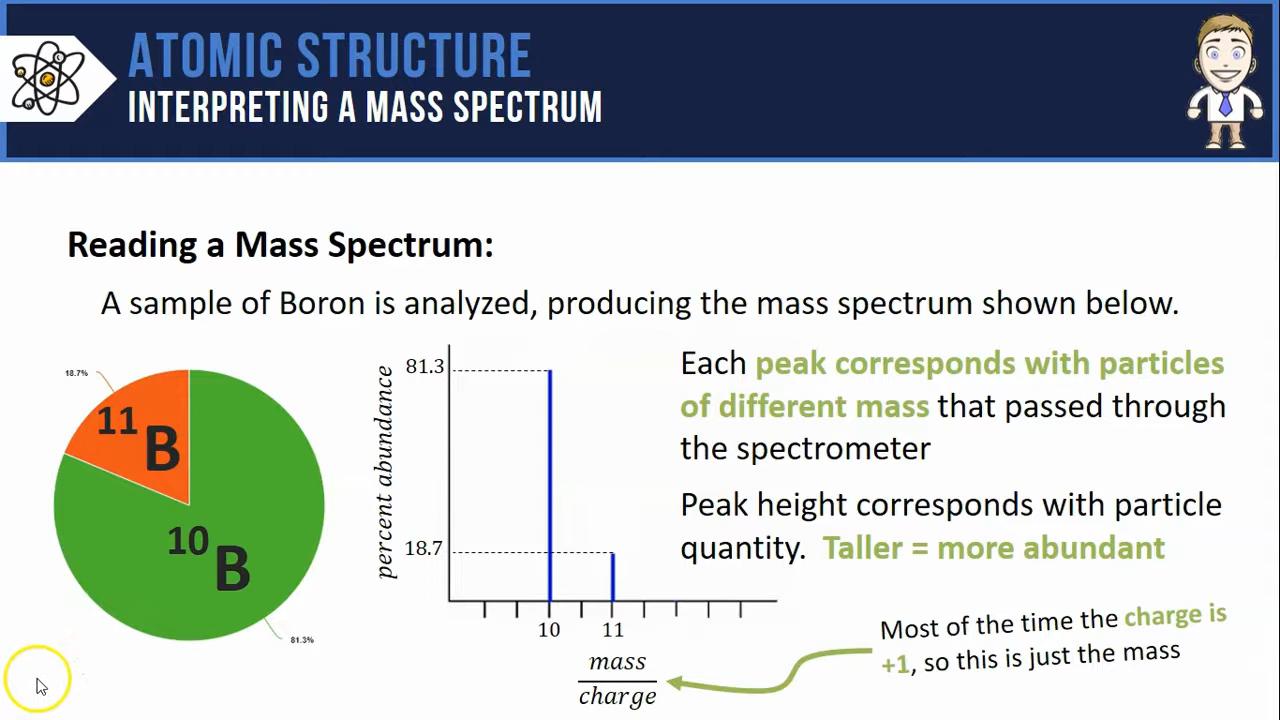 ATOMIC STRUCTURE
INTERPRETING A MASS SPECTRUM
Reading a Mass Spectrum:
A sample of Boron is analyzed, producing the mass spectrum shown below.
18.7%
11
B
10
B
81.3%
percent abundance
81.3
18.7
10 11
mass
charge
Each peak corresponds with particles
of different mass that passed through
the spectrometer
Peak height corresponds with particle
quantity. Taller = more abundant
Most of the time the charge is
+1, so this is just the mass